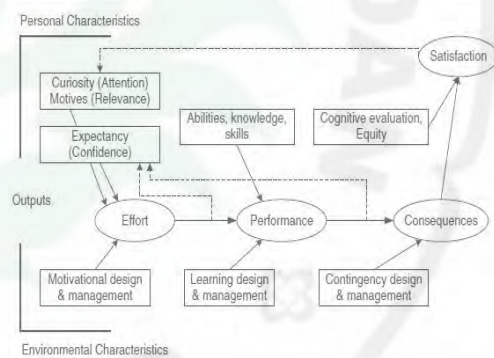 Personal Characteristics
Satisfaction
Curiosity (Attention)
Motives (Relevance)
Abilities, knowledge,
skills
Cognitive evaluation,
Equity
Expectancy
(Confidence)
Outputs
Effort
Performance
Consequences
Motivational design
& management
Learning design
& management
Contingency design
& management
Environmental Characteristics